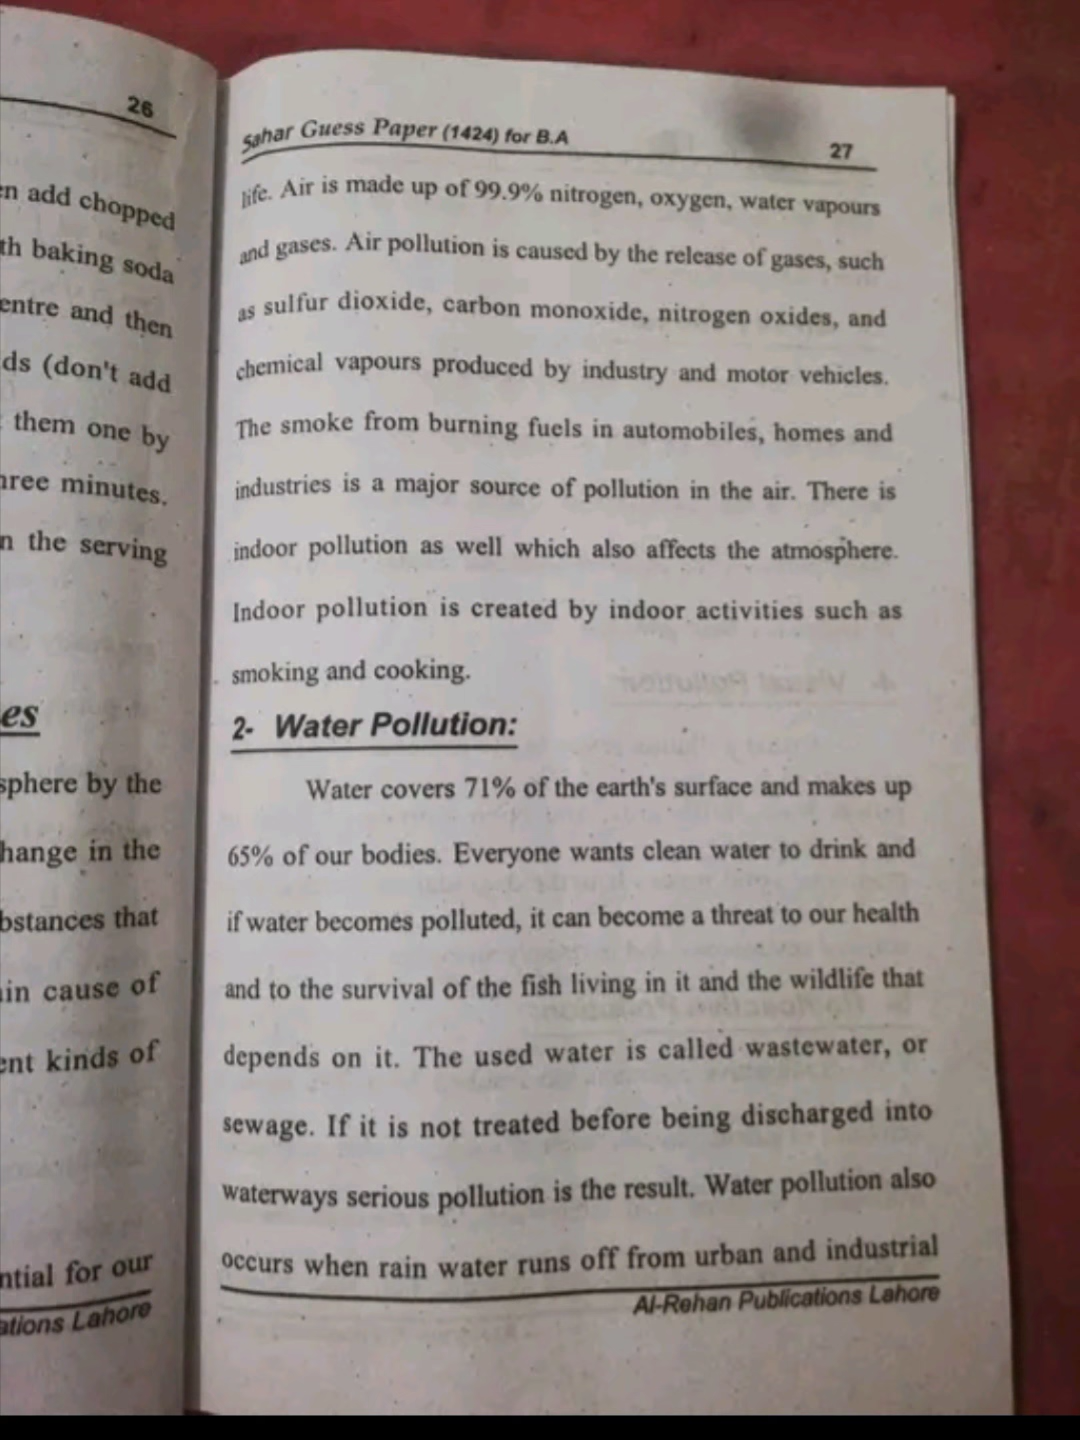 26
en add chopped
th baking soda
entre and then
ds (don't add
them one by
hree minutes.
n the serving
es
sphere by the
hange in the
bstances that
in cause of
ent kinds of
ntial for our
ations Lahore
Sahar Guess Paper (1424) for B.A 27
life. Air is made up of 99.9% nitrogen, oxygen, water vapours
and gases. Air pollution is caused by the release of gases, such
as sulfur dioxide, carbon monoxide, nitrogen oxides, and
chemical vapours produced by industry and motor vehicles.
The smoke from burning fuels in automobiles, homes and
industries is a major source of pollution in the air. There is
indoor pollution as well which also affects the atmosphere.
Indoor pollution is created by indoor activities such as
smoking and cooking.
2- Water Pollution:
Water covers 71% of the earth's surface and makes up
65% of our bodies. Everyone wants clean water to drink and
if water becomes polluted, it can become a threat to our health
and to the survival of the fish living in it and the wildlife that
depends on it. The used water is called wastewater, or
sewage. If it is not treated before being discharged into
waterways serious pollution is the result. Water pollution also
occurs when rain water runs off from urban and industrial
Al-Rehan Publications Lahore